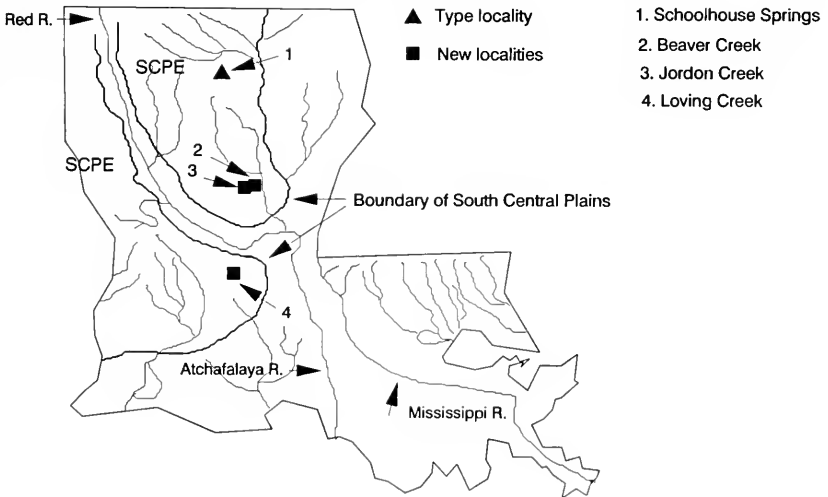 Red R.
Type locality
New localities
1. Schoolhouse Springs
2. Beaver Creek
3. Jordon Creek
4. Loving Creek
SCPE
1
SCPE
2
3
Boundary of South Central Plains
4
Atchafalaya R.
Mississippi R.